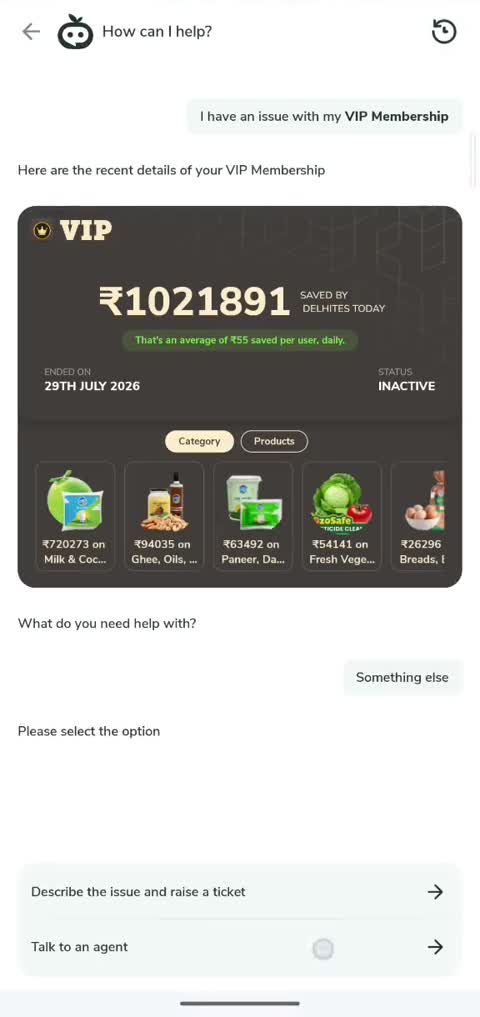 How can I help?
I have an issue with my VIP Membership
Here are the recent details of your VIP Membership
VIP
₹1021891 SAVED BY
DELHITES TODAY
That's an average of ₹55 saved per user, daily.
ENDED ON STATUS
29TH JULY 2026 INACTIVE
Category Products
ozoSafe
₹720273 on ₹94035 on ₹63492 on ₹54141 on ₹26296
Milk & Coc... Ghee, Oils, ... Paneer, Da... Fresh Vege... Breads,
What do you need help with?
Something else
Please select the option
Describe the issue and raise a ticket
Talk to an agent